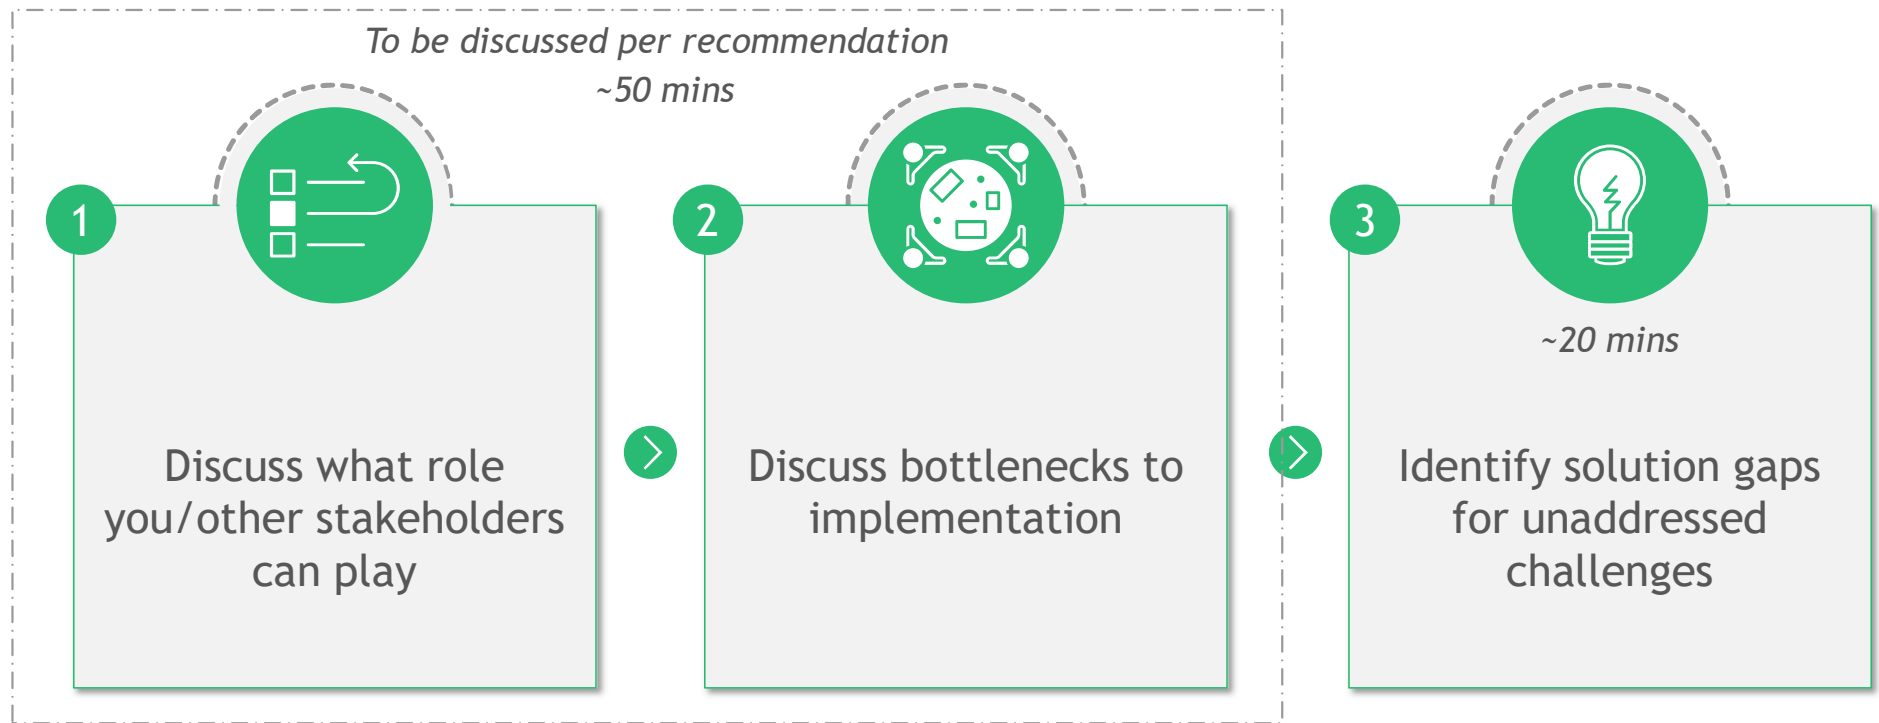 To be discussed per recommendation
~50 mins
1
Discuss what role
you/other stakeholders
can play
2
Discuss bottlenecks to
implementation
3
~20 mins
Identify solution gaps
for unaddressed
challenges